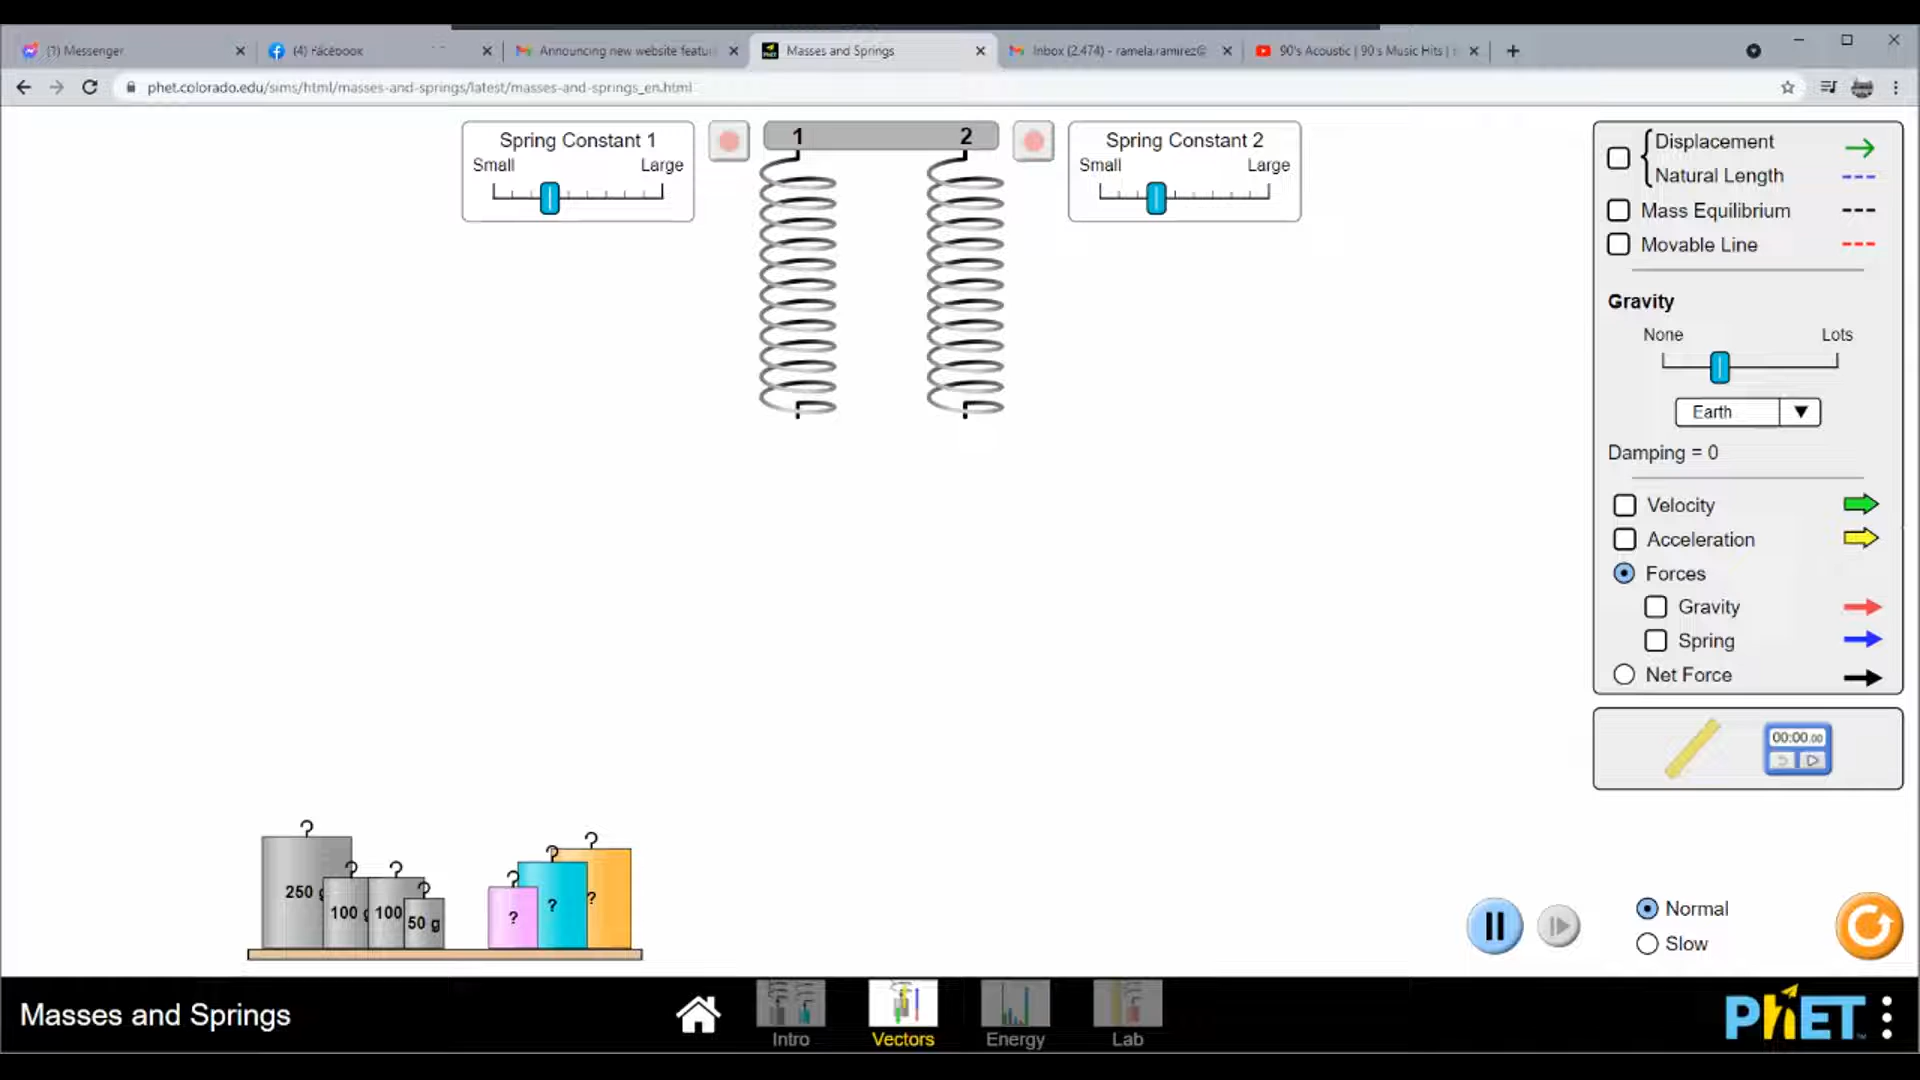 (1) Messenger
(4) Facebook
Announcing new website featu
Masses and Springs
Inbox (2,474) - ramela.ramirez@
90's Acoustic | 90's Music Hits |
phet.colorado.edu/sims/html/masses-and-springs/latest/masses-and-springs_en.html
Spring Constant 1
Small Large
1 2
Spring Constant 2
Small Large
Displacement
Natural Length
Mass Equilibrium
Movable Line
Gravity
None Lots
Earth
Damping = 0
Velocity
Acceleration
Forces
Gravity
Spring
Net Force
00:00.00
250 g
100 g
100
50 g
?
?
?
Normal
Slow
Masses and Springs
Intro
Vectors
Energy
Lab
PhET